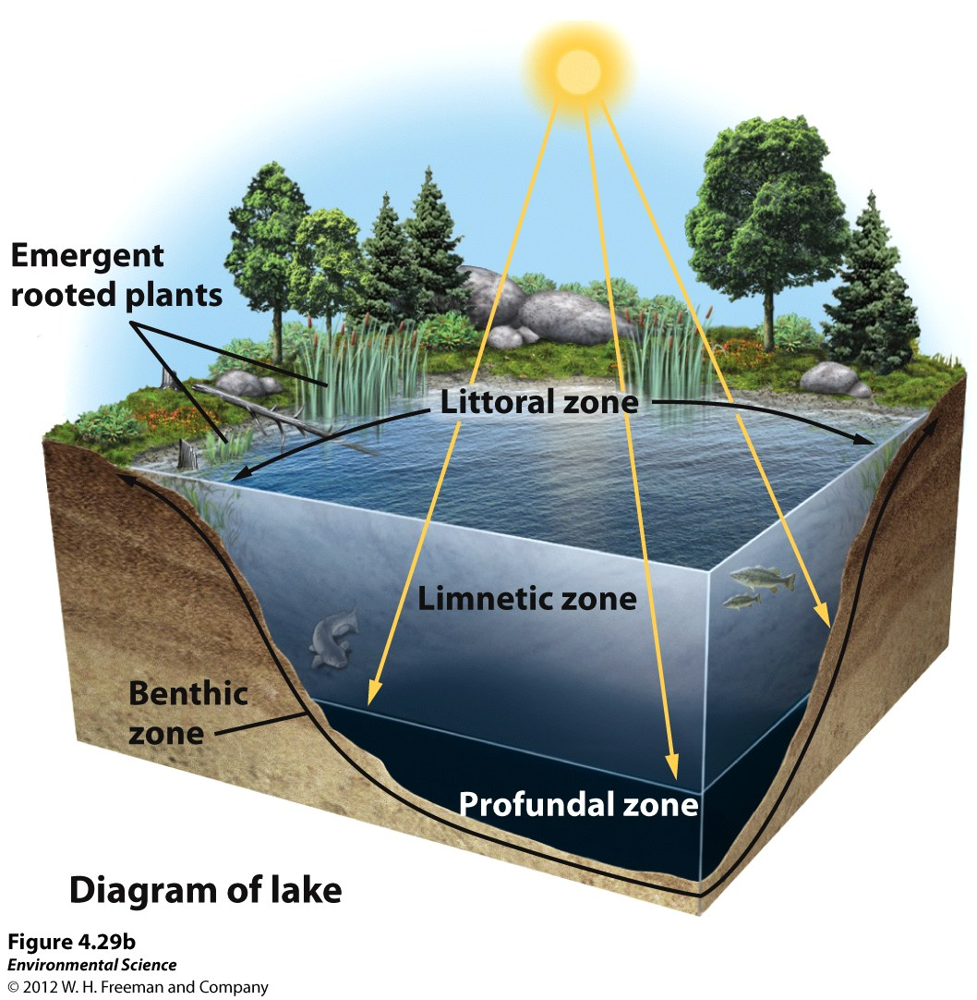 Emergent
rooted plants
Littoral zone
Limnetic zone
Benthic
zone
Profundal zone
Diagram of lake
Figure 4.29b
Environmental Science
© 2012 W. H. Freeman and Company